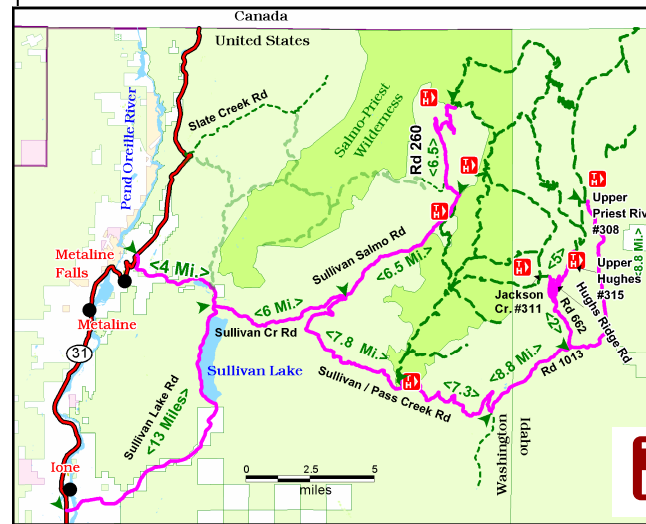 Canada
United States
Slate Creek Rd
Pend Oreille River
Salmo-Priest
Wilderness
TH
Rd 260
<6.5>
TH
TH
TH
Upper
Priest Riv
#308
<8.8 Mi.>
Metaline
Falls
<4 Mi.>
Sullivan Salmo Rd
<6.5 Mi.>
<5>
TH
Upper
Hughes
#315
TH
Jackson
Cr. #311
Hughs Ridge Rd
Rd 662
<2>
<6 Mi.>
Metaline
Sullivan Cr Rd
31
<7.8 Mi.>
Sullivan Lake
Sullivan / Pass Creek Rd
TH
<7.3>
<8.8 Mi.>
Rd 1013
Sullivan Lake Rd
<13 Miles>
Washington
Idaho
Ione
0 2.5 5
miles